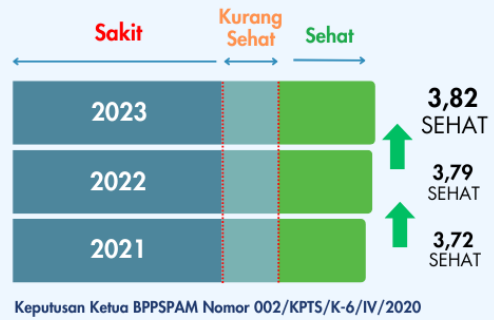 Sakit
Kurang
Sehat
Sehat
2023
3,82
SEHAT
2022
3,79
SEHAT
2021
3,72
SEHAT
Keputusan Ketua BPPSPAM Nomor 002/KPTS/K-6/IV/2020